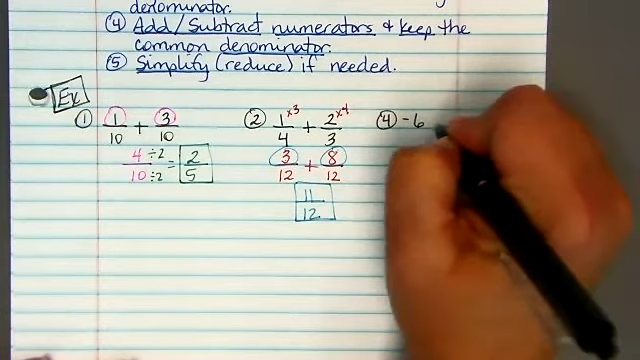 denominator.
④ Add/Subtract numerators & keep the
common denominator.
⑤ Simplify (reduce) if needed.
Ex
① 1/10 + 3/10
4/10 ÷2/÷2 = 2/5
② 1/4 ×3 + 2/3 ×4
3/12 + 8/12
11/12
④ -6